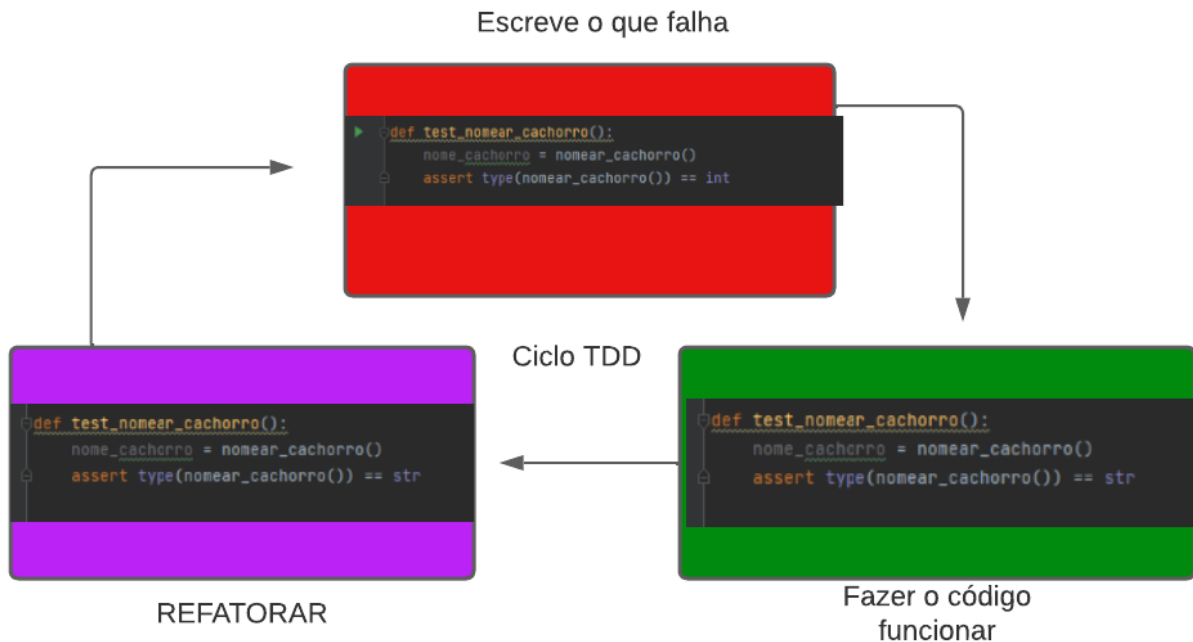 Escreve o que falha
def test_nomear_cachorro():
nome_cachorro = nomear_cachorro()
assert type(nomear_cachorro()) == int
Ciclo TDD
def test_nomear_cachorro():
nome_cachorro = nomear_cachorro()
assert type(nomear_cachorro()) == str
REFATORAR
def test_nomear_cachorro():
nome_cachorro = nomear_cachorro()
assert type(nomear_cachorro()) == str
Fazer o código
funcionar